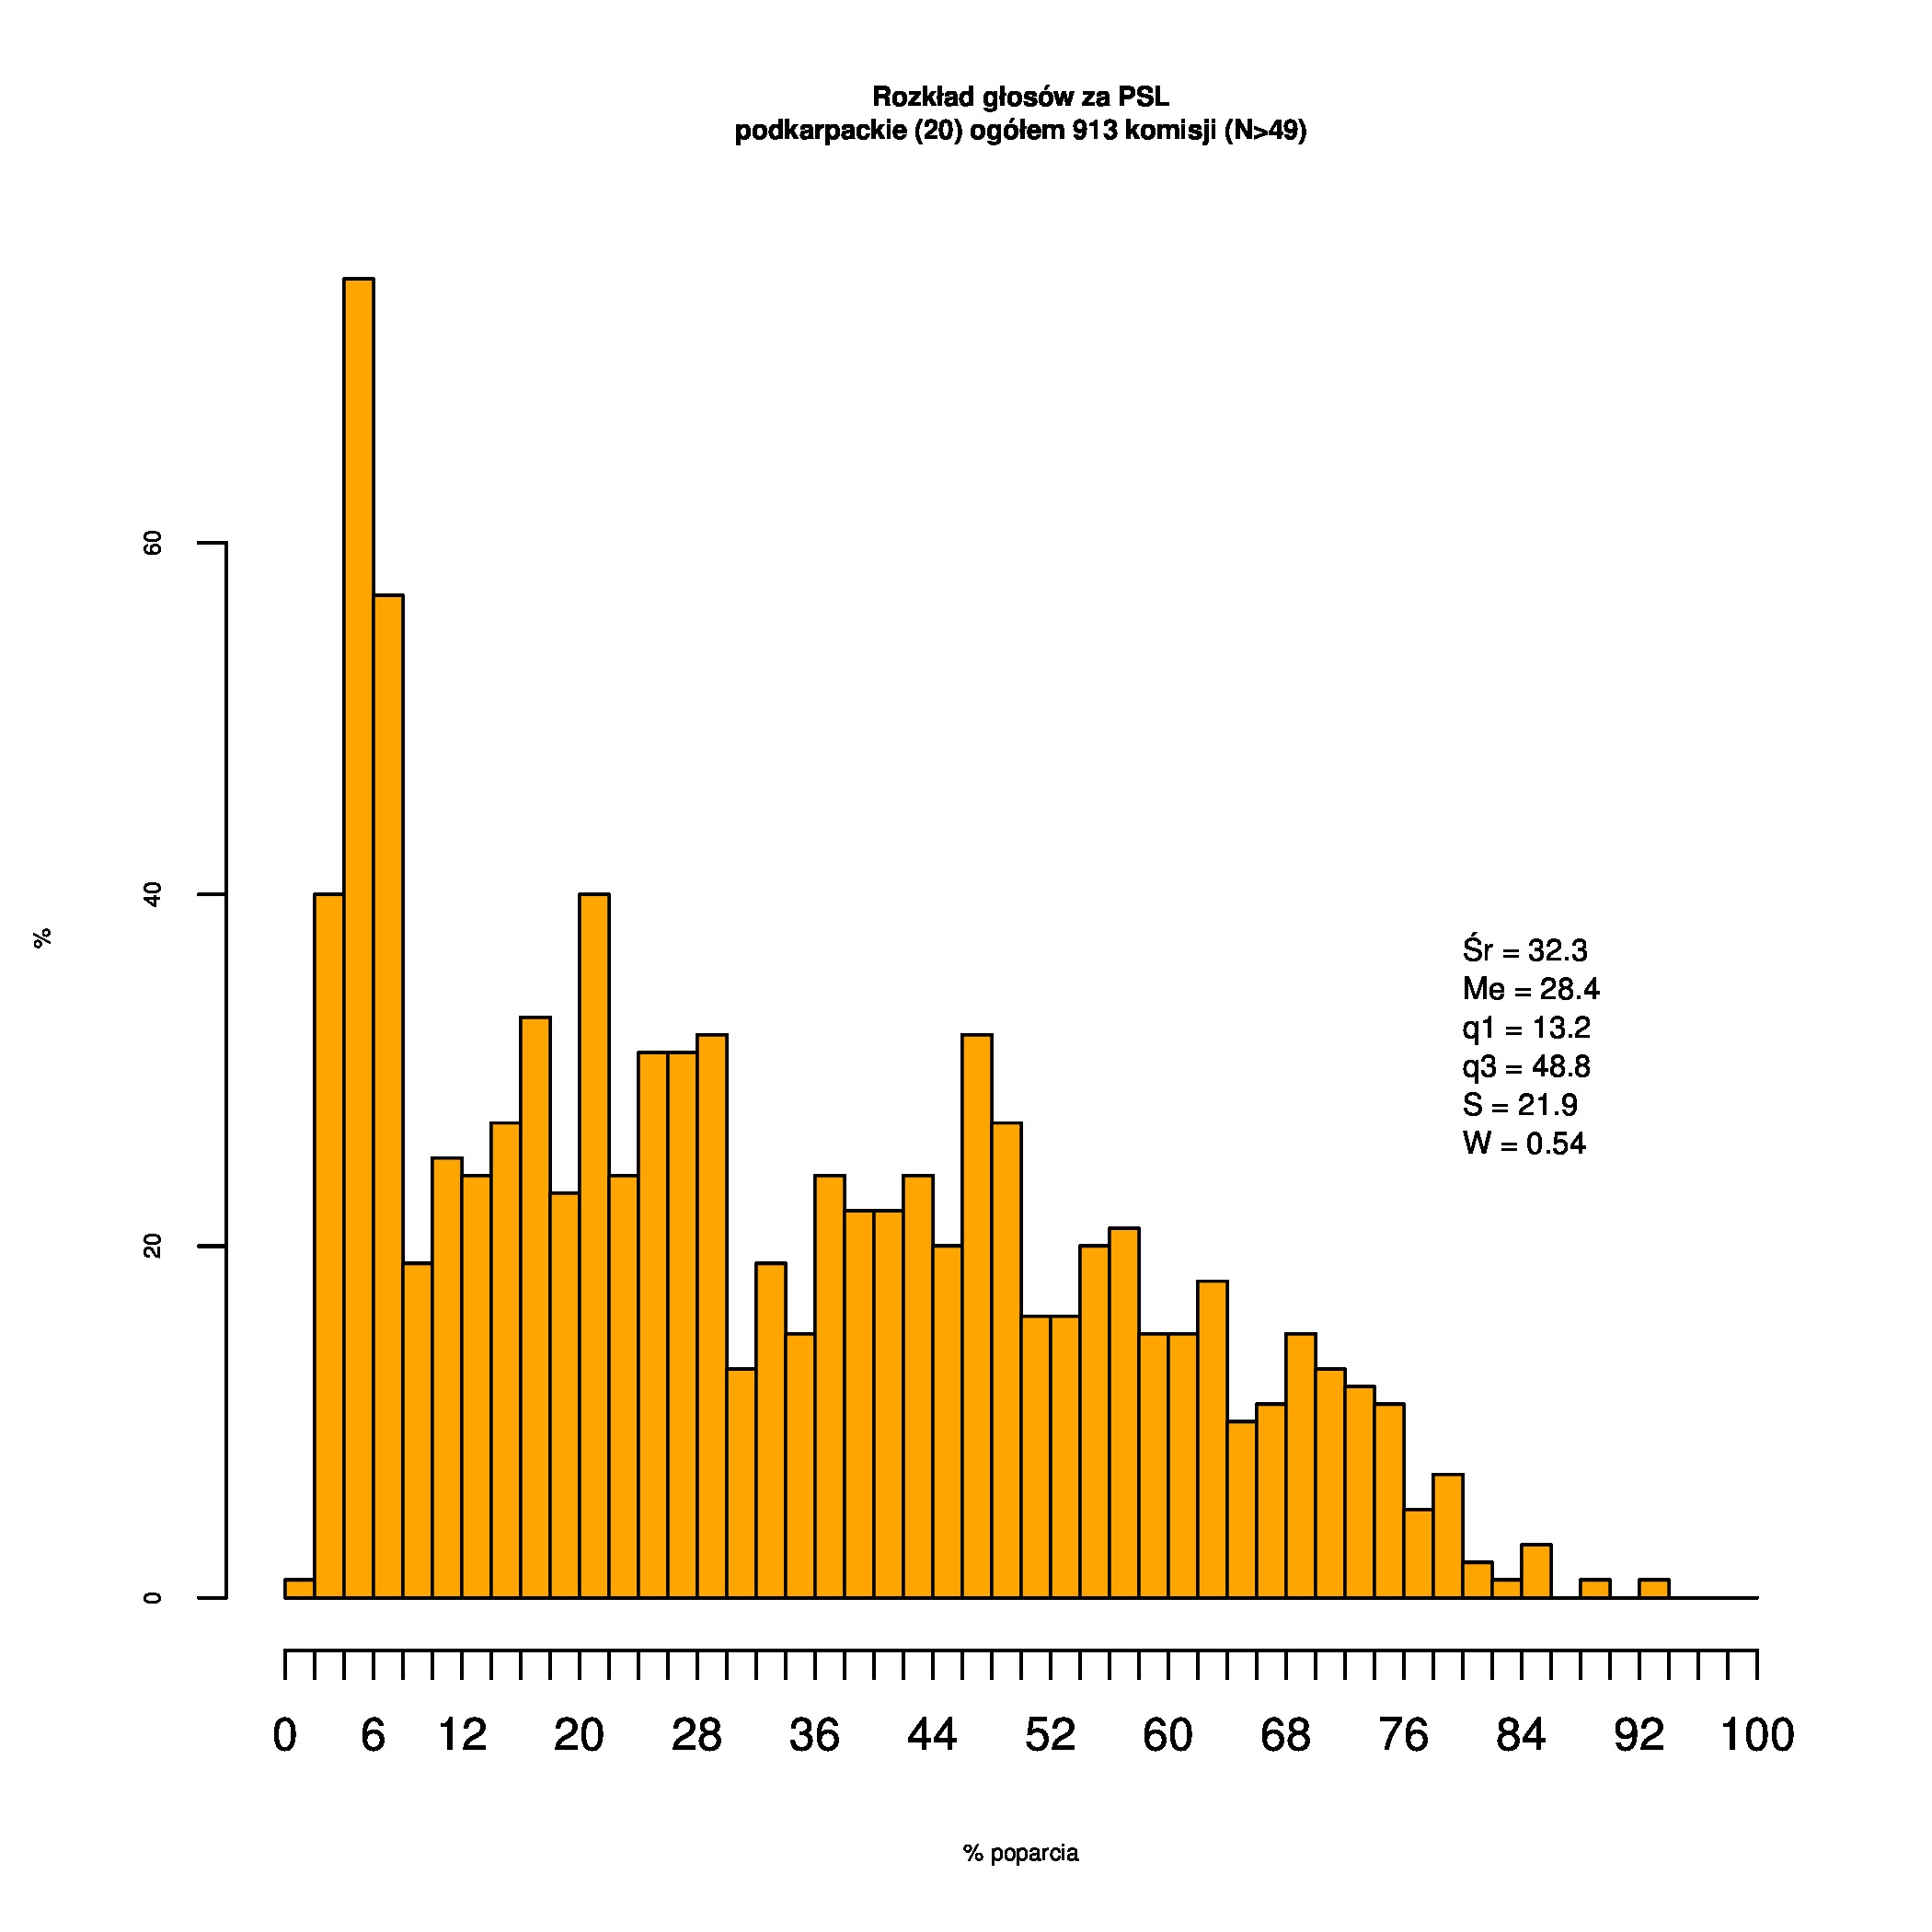 Rozkład głosów za PSL
podkarpackie (20) ogółem 913 komisji (N>49)
60
40
20
0
%
Śr = 32.3
Me = 28.4
q1 = 13.2
q3 = 48.8
S = 21.9
W = 0.54
0 6 12 20 28 36 44 52 60 68 76 84 92 100
% poparcia